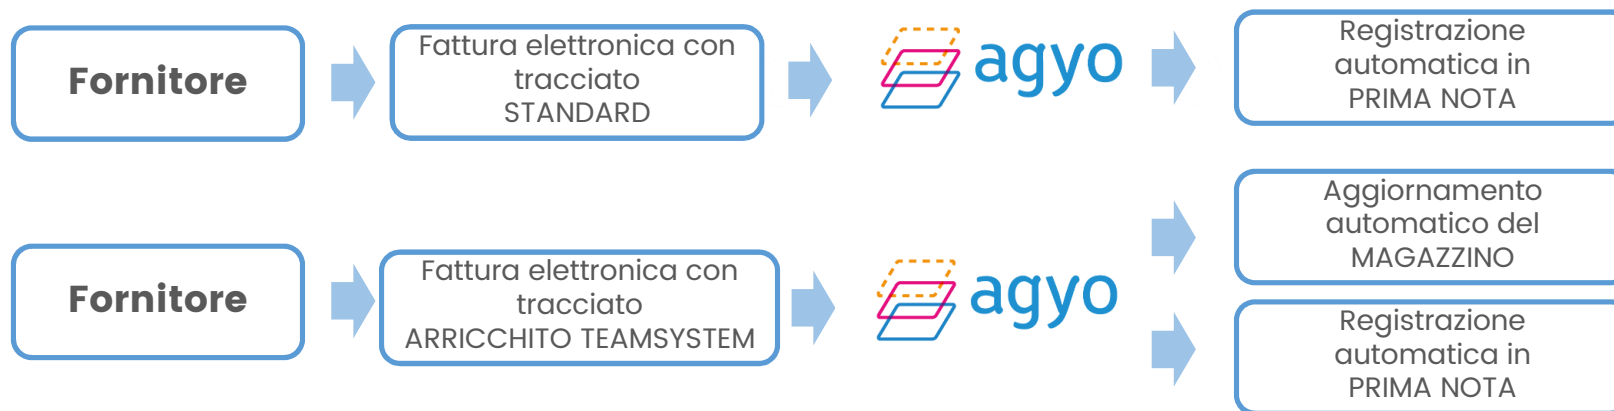 Fornitore
Fattura elettronica con
tracciato
STANDARD
agyo
Registrazione
automatica in
PRIMA NOTA
Fornitore
Fattura elettronica con
tracciato
ARRICCHITO TEAMSYSTEM
agyo
Aggiornamento
automatico del
MAGAZZINO
Registrazione
automatica in
PRIMA NOTA